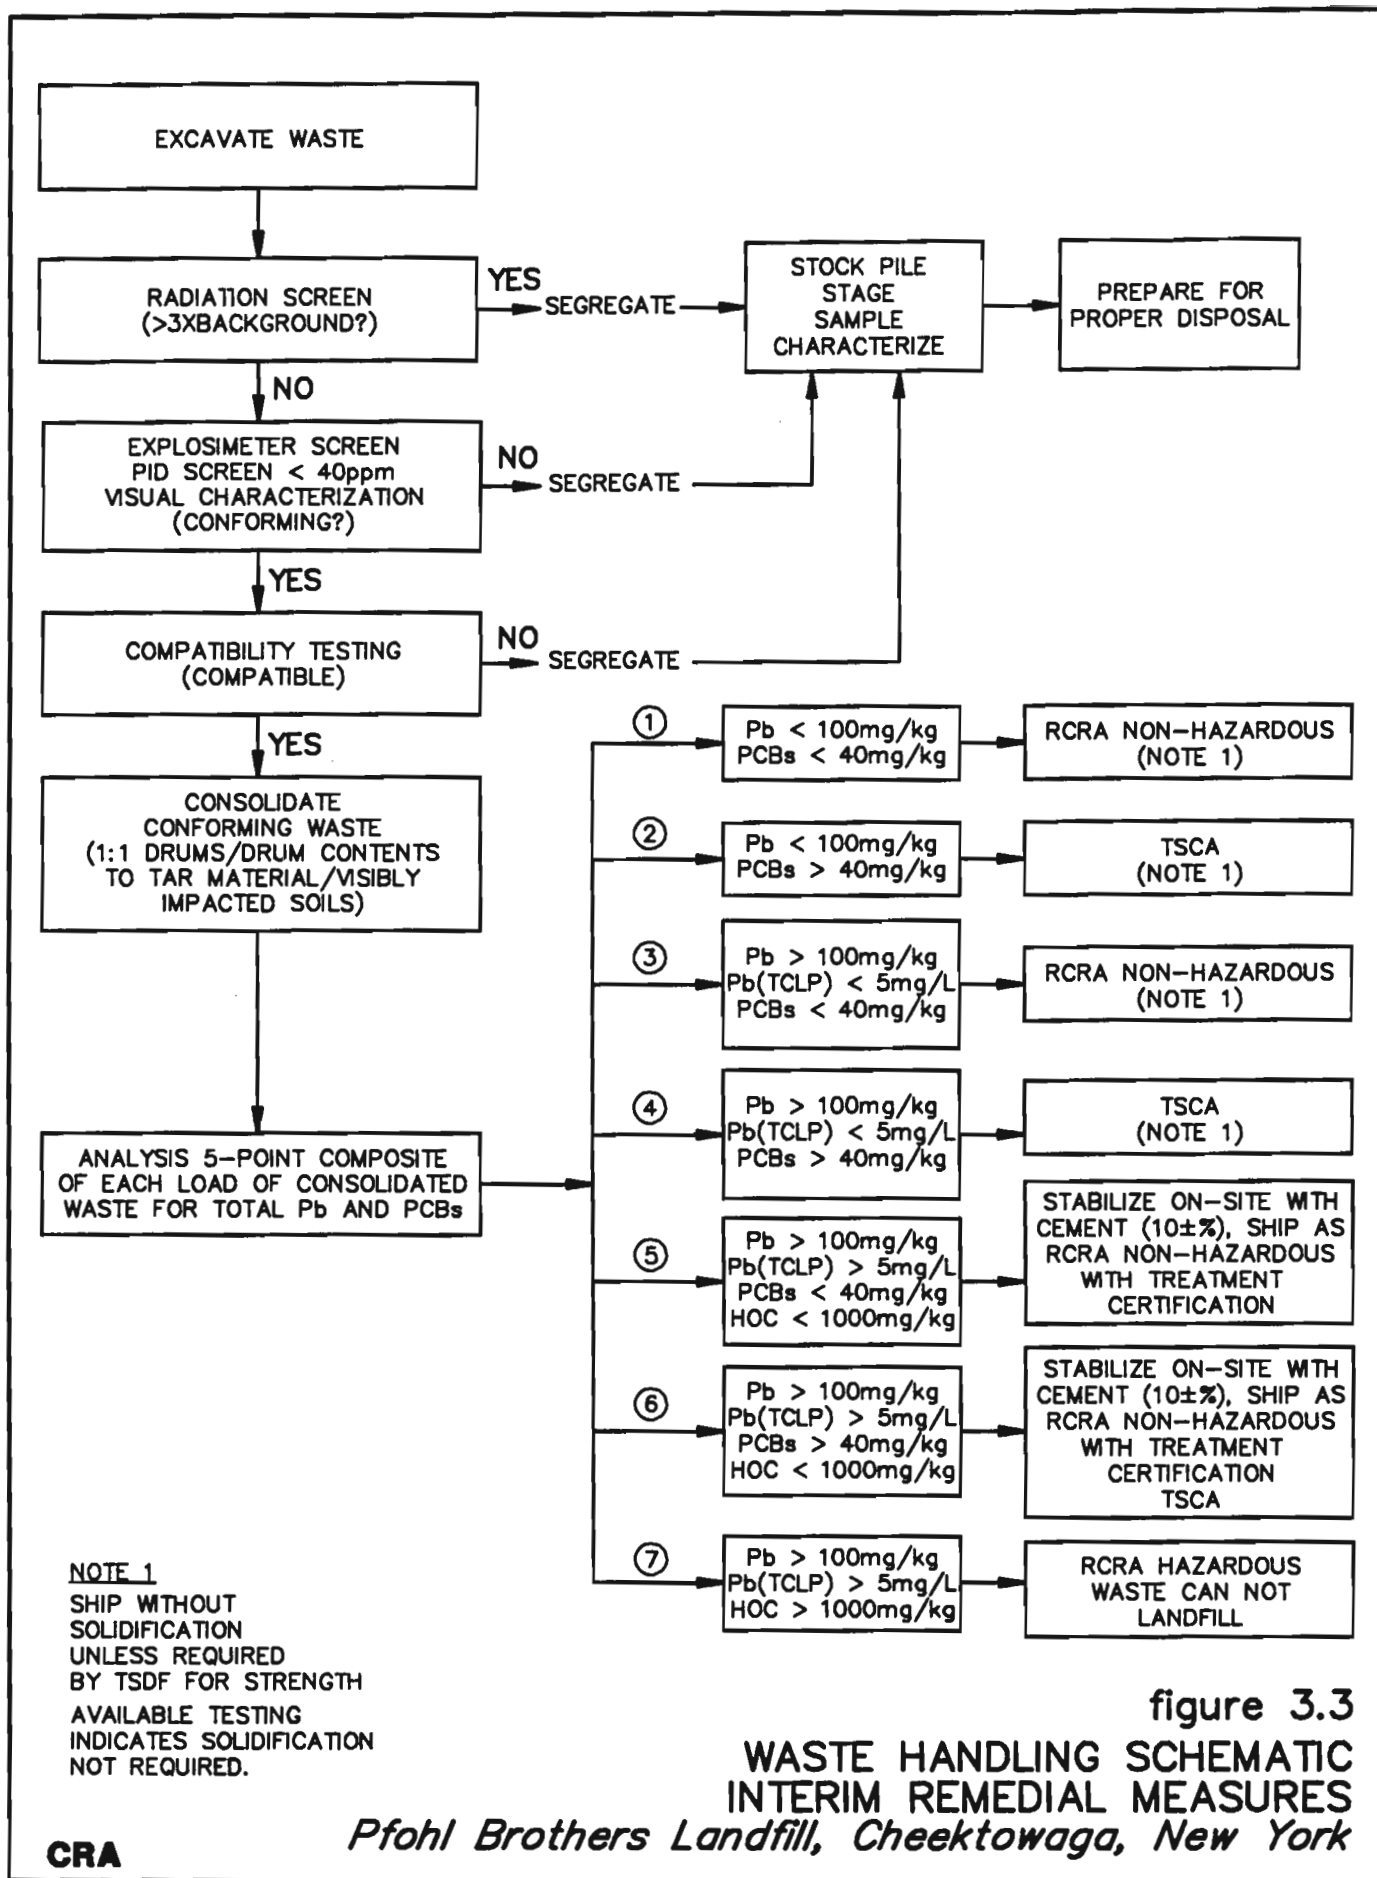 EXCAVATE WASTE
RADIATION SCREEN
(>3XBACKGROUND?)
YES
SEGREGATE
STOCK PILE
STAGE
SAMPLE
CHARACTERIZE
PREPARE FOR
PROPER DISPOSAL
NO
EXPLOSIMETER SCREEN
PID SCREEN < 40ppm
VISUAL CHARACTERIZATION
(CONFORMING?)
NO
SEGREGATE
YES
COMPATIBILITY TESTING
(COMPATIBLE)
NO
SEGREGATE
YES
CONSOLIDATE
CONFORMING WASTE
(1:1 DRUMS/DRUM CONTENTS
TO TAR MATERIAL/VISIBLY
IMPACTED SOILS)
ANALYSIS 5-POINT COMPOSITE
OF EACH LOAD OF CONSOLIDATED
WASTE FOR TOTAL Pb AND PCBs
1
Pb < 100mg/kg
PCBs < 40mg/kg
RCRA NON-HAZARDOUS
(NOTE 1)
2
Pb < 100mg/kg
PCBs > 40mg/kg
TSCA
(NOTE 1)
3
Pb > 100mg/kg
Pb(TCLP) < 5mg/L
PCBs < 40mg/kg
RCRA NON-HAZARDOUS
(NOTE 1)
4
Pb > 100mg/kg
Pb(TCLP) < 5mg/L
PCBs > 40mg/kg
TSCA
(NOTE 1)
5
Pb > 100mg/kg
Pb(TCLP) > 5mg/L
PCBs < 40mg/kg
HOC < 1000mg/kg
STABILIZE ON-SITE WITH
CEMENT (10±%), SHIP AS
RCRA NON-HAZARDOUS
WITH TREATMENT
CERTIFICATION
6
Pb > 100mg/kg
Pb(TCLP) > 5mg/L
PCBs > 40mg/kg
HOC < 1000mg/kg
STABILIZE ON-SITE WITH
CEMENT (10±%), SHIP AS
RCRA NON-HAZARDOUS
WITH TREATMENT
CERTIFICATION
TSCA
7
Pb > 100mg/kg
Pb(TCLP) > 5mg/L
HOC > 1000mg/kg
RCRA HAZARDOUS
WASTE CAN NOT
LANDFILL
NOTE 1
SHIP WITHOUT
SOLIDIFICATION
UNLESS REQUIRED
BY TSDF FOR STRENGTH
AVAILABLE TESTING
INDICATES SOLIDIFICATION
NOT REQUIRED.
figure 3.3
WASTE HANDLING SCHEMATIC
INTERIM REMEDIAL MEASURES
Pfohl Brothers Landfill, Cheektowaga, New York
CRA